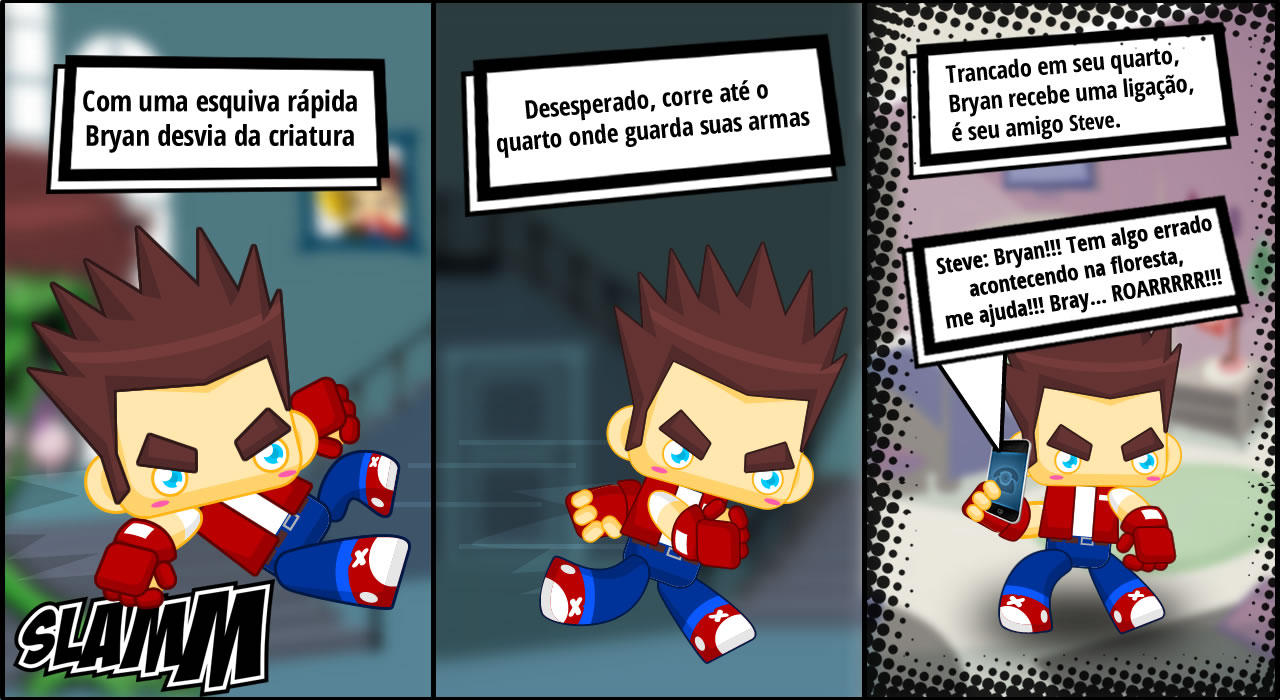 Com uma esquiva rápida
Bryan desvia da criatura
SLAMM
Desesperado, corre até o
quarto onde guarda suas armas
Trancado em seu quarto,
Bryan recebe uma ligação,
é seu amigo Steve.
Steve: Bryan!!! Tem algo errado
acontecendo na floresta,
me ajuda!!! Bray... ROARRRRR!!!